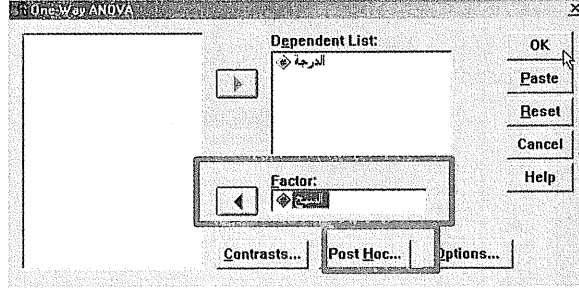 One-Way ANOVA
Dependent List:
الدرجة
OK
Paste
Reset
Cancel
Help
Factor:
Contrasts...
Post Hoc...
Options...